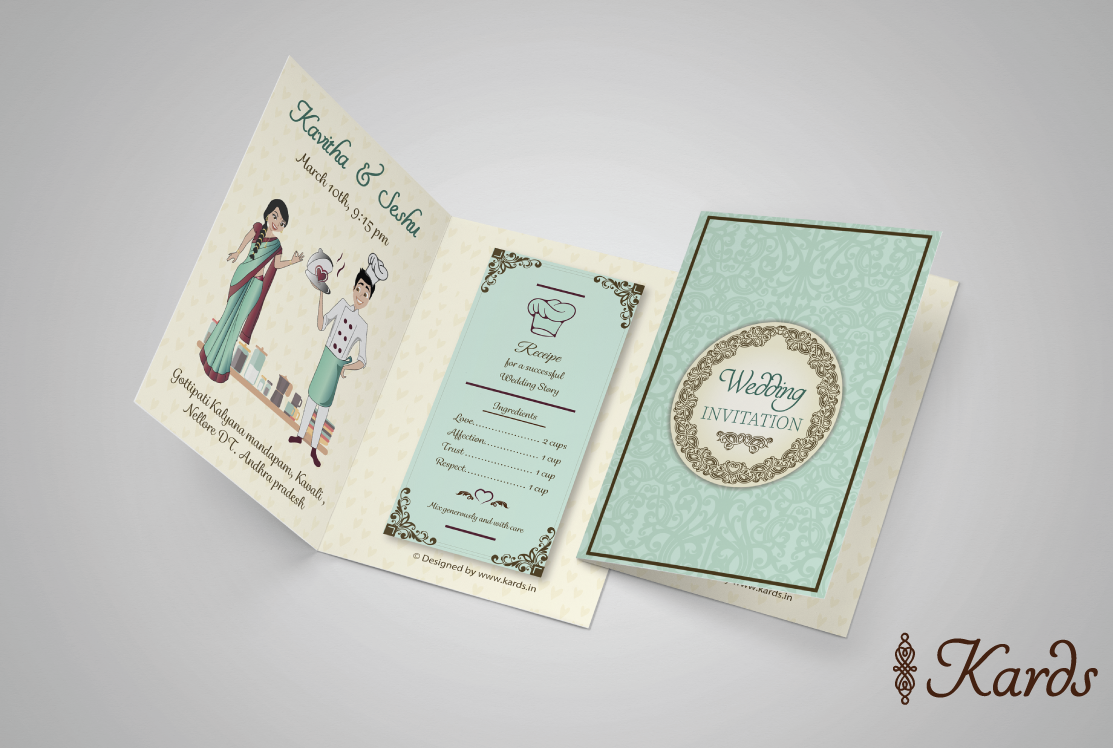 Kavitha & Seshu
March 10th, 9:15 pm
Gottipati Kalyana mandapam, Kavali,
Nellore DT. Andhra pradesh
Receipe
for a successful
Wedding Story
Ingredients
Love.................... 2 cups
Affection................. 1 cup
Trust..................... 1 cup
Respect................... 1 cup
Mix generously and with care
© Designed by www.kards.in
Wedding
INVITATION
www.kards.in
Kards